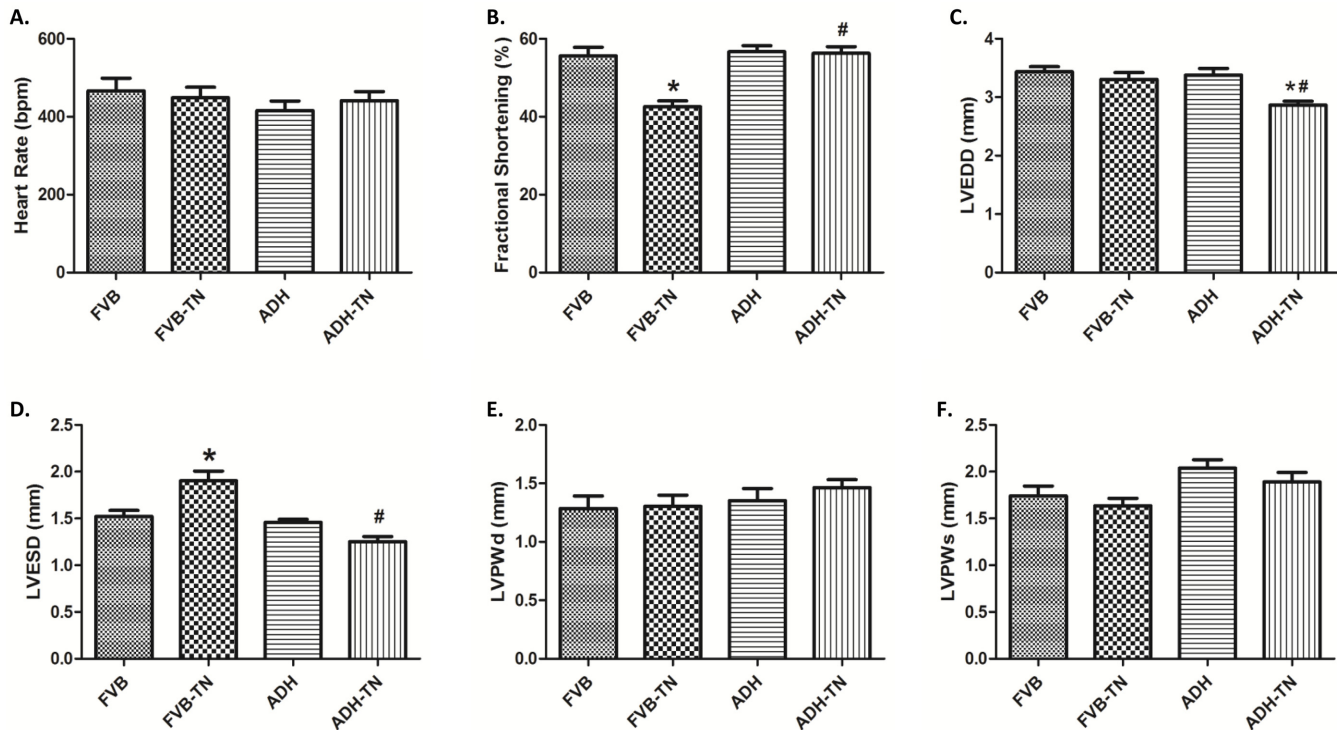 A.
Heart Rate (bpm)
600
400
200
0
FVB
FVB-TN
ADH
ADH-TN
B.
Fractional Shortening (%)
60
40
20
0
*
#
FVB
FVB-TN
ADH
ADH-TN
C.
LVEDD (mm)
4
3
2
1
0
*#
FVB
FVB-TN
ADH
ADH-TN
D.
LVESD (mm)
2.5
2.0
1.5
1.0
0.5
0.0
*
#
FVB
FVB-TN
ADH
ADH-TN
E.
LVPWd (mm)
2.0
1.5
1.0
0.5
0.0
FVB
FVB-TN
ADH
ADH-TN
F.
LVPWs (mm)
2.5
2.0
1.5
1.0
0.5
0.0
FVB
FVB-TN
ADH
ADH-TN